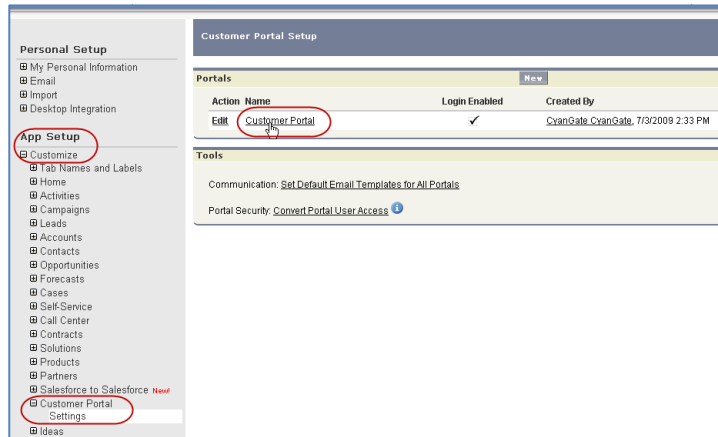 Personal Setup
My Personal Information
Email
Import
Desktop Integration
App Setup
Customize
Tab Names and Labels
Home
Activities
Campaigns
Leads
Accounts
Contacts
Opportunities
Forecasts
Cases
Self-Service
Call Center
Contracts
Solutions
Products
Partners
Salesforce to Salesforce New!
Customer Portal
Settings
Ideas
Customer Portal Setup
Portals New
Action Name Login Enabled Created By
Edit Customer Portal ✓ CyanGate CyanGate, 7/3/2009 2:33 PM
Tools
Communication: Set Default Email Templates for All Portals
Portal Security: Convert Portal User Access i